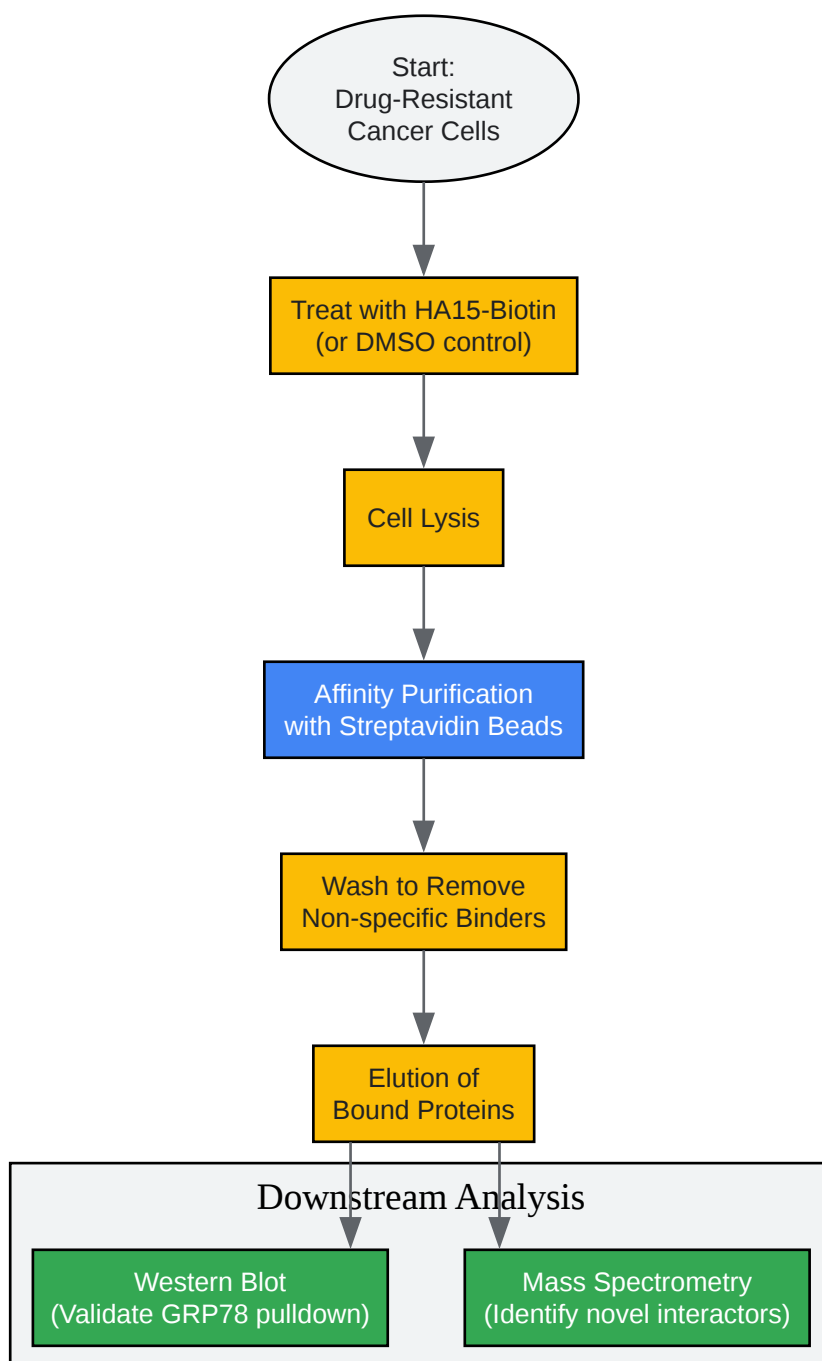 Start:
Drug-Resistant
Cancer Cells
Treat with HA15-Biotin
(or DMSO control)
Cell Lysis
Affinity Purification
with Streptavidin Beads
Wash to Remove
Non-specific Binders
Elution of
Bound Proteins
Downstream Analysis
Western Blot
(Validate GRP78 pulldown)
Mass Spectrometry
(Identify novel interactors)